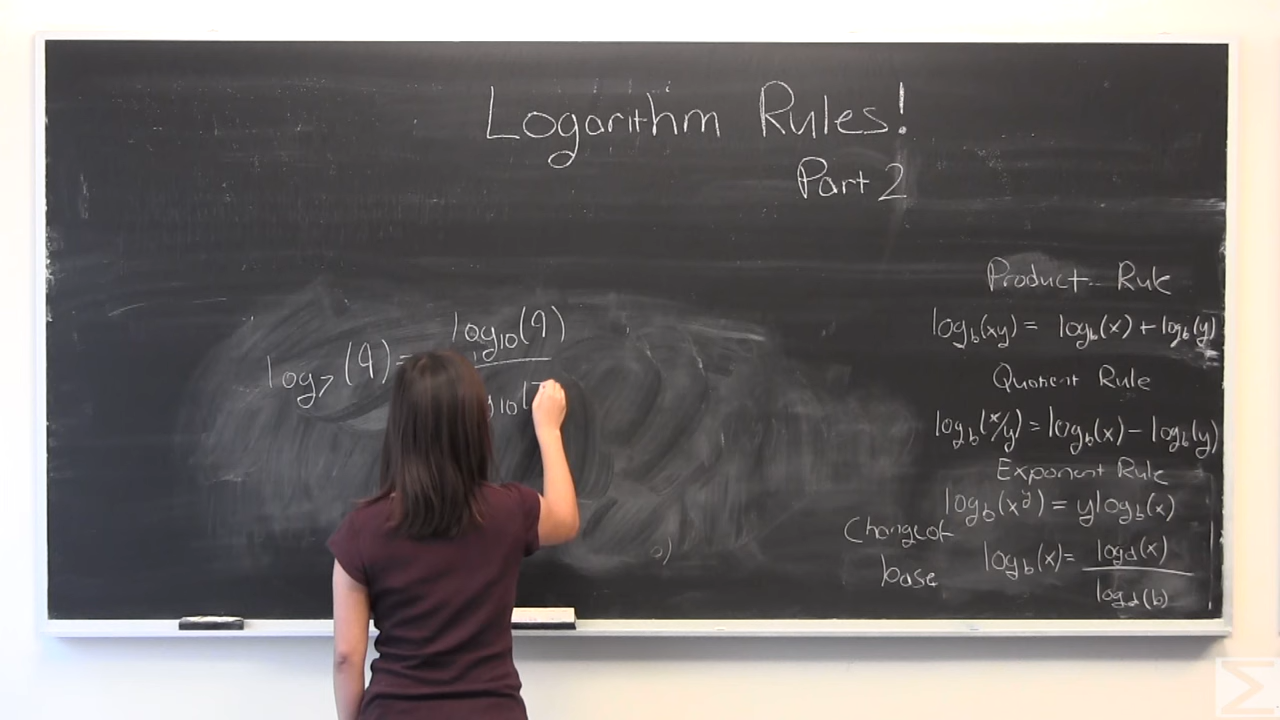 Logarithm Rules!
Part 2
log₇(9) = log₁₀(9)
g₁₀(7
Product Rule
log_b(xy) = log_b(x) + log_b(y)
Quotient Rule
log_b(x/y) = log_b(x) - log_b(y)
Exponent Rule
log_b(x^y) = y log_b(x)
Change of
base
log_b(x) = log_d(x)
log_d(b)
Σ